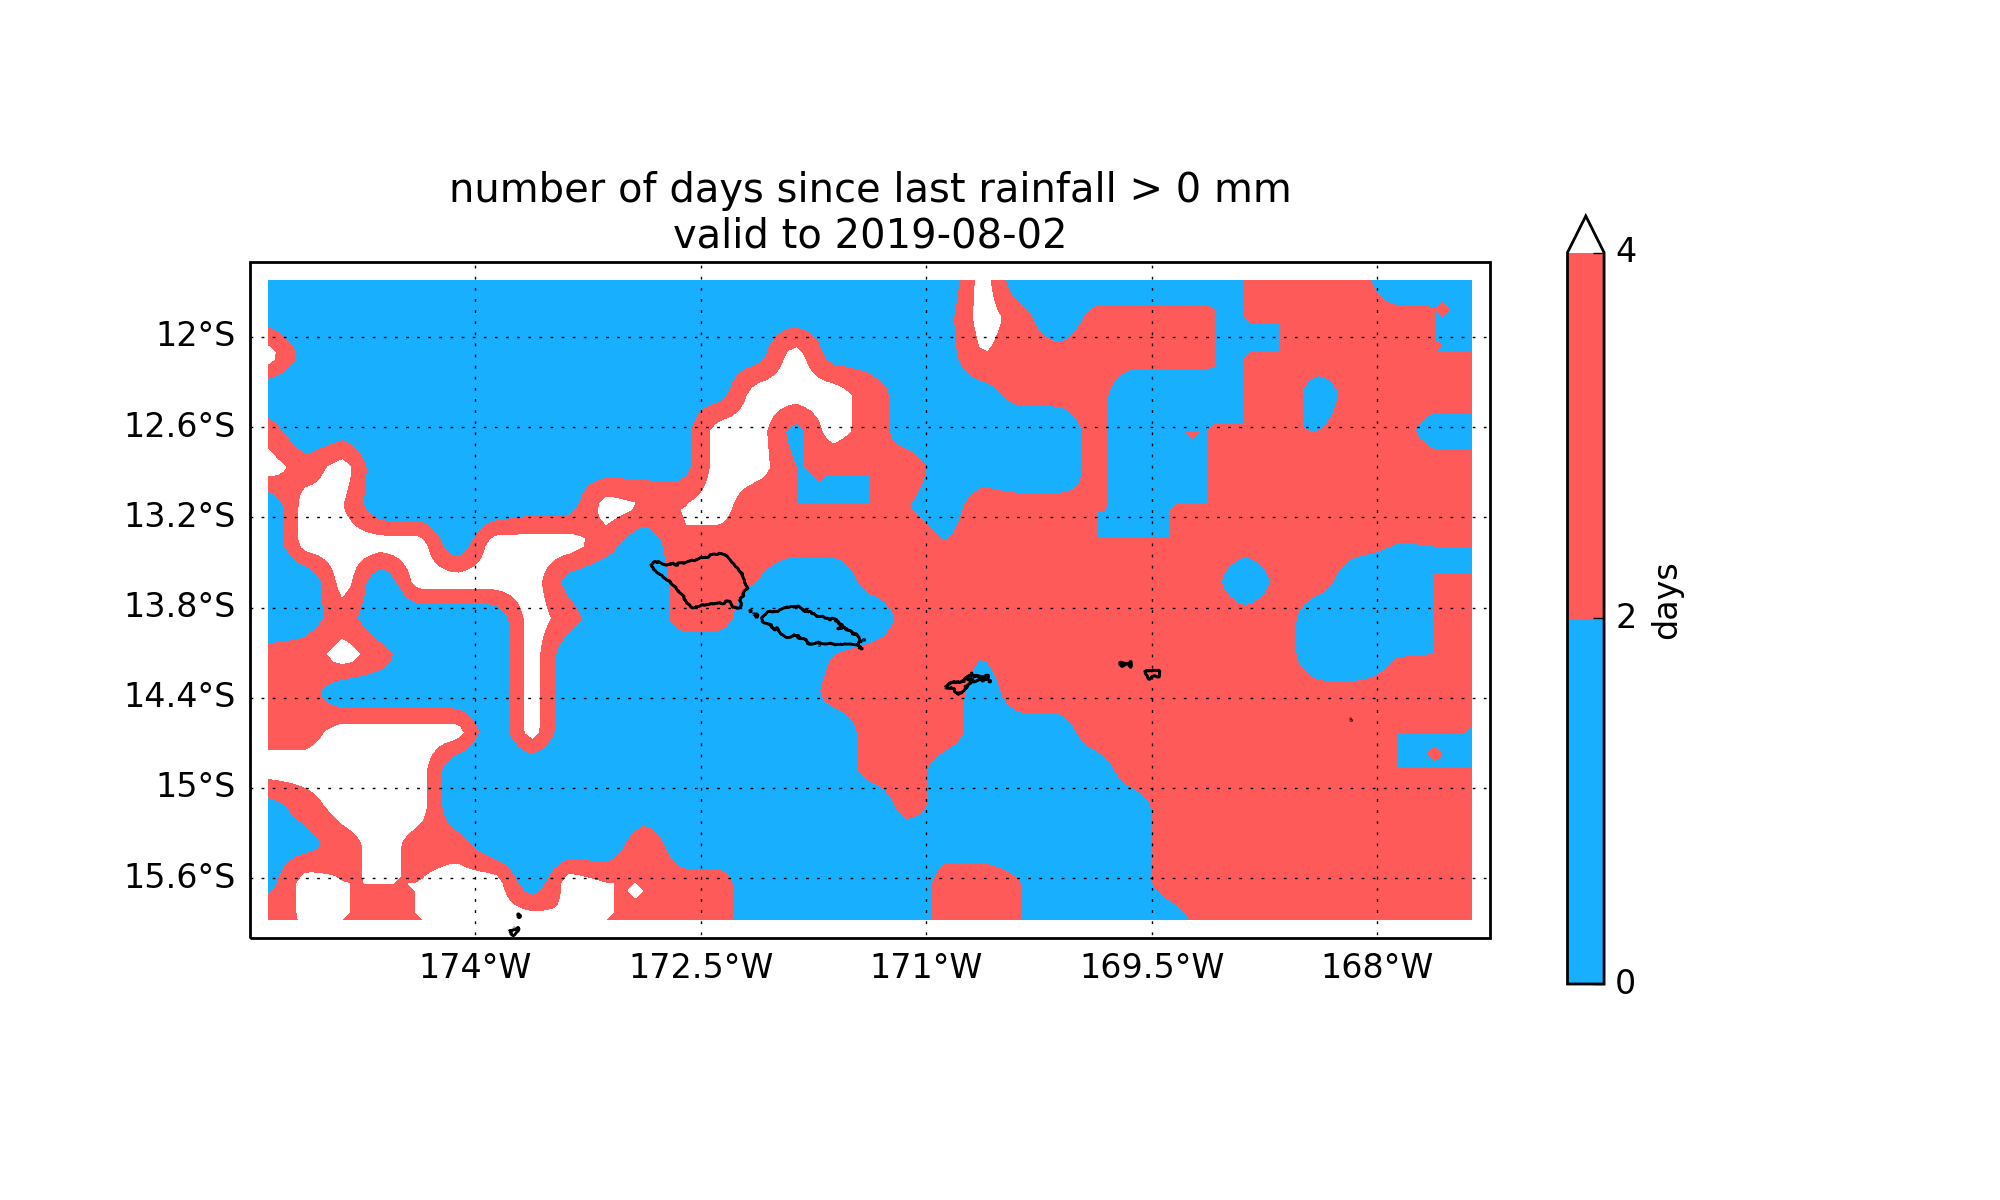 number of days since last rainfall > 0 mm
valid to 2019-08-02
12°S
12.6°S
13.2°S
13.8°S
14.4°S
15°S
15.6°S
174°W
172.5°W
171°W
169.5°W
168°W
4
2
0
days